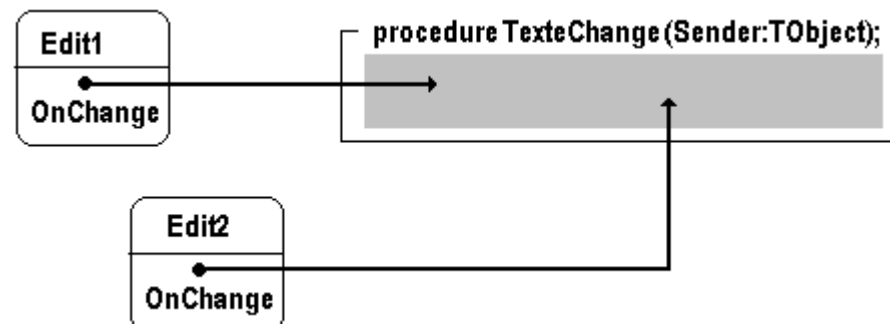 Edit1
OnChange
procedure TexteChange(Sender:TObject);
Edit2
OnChange